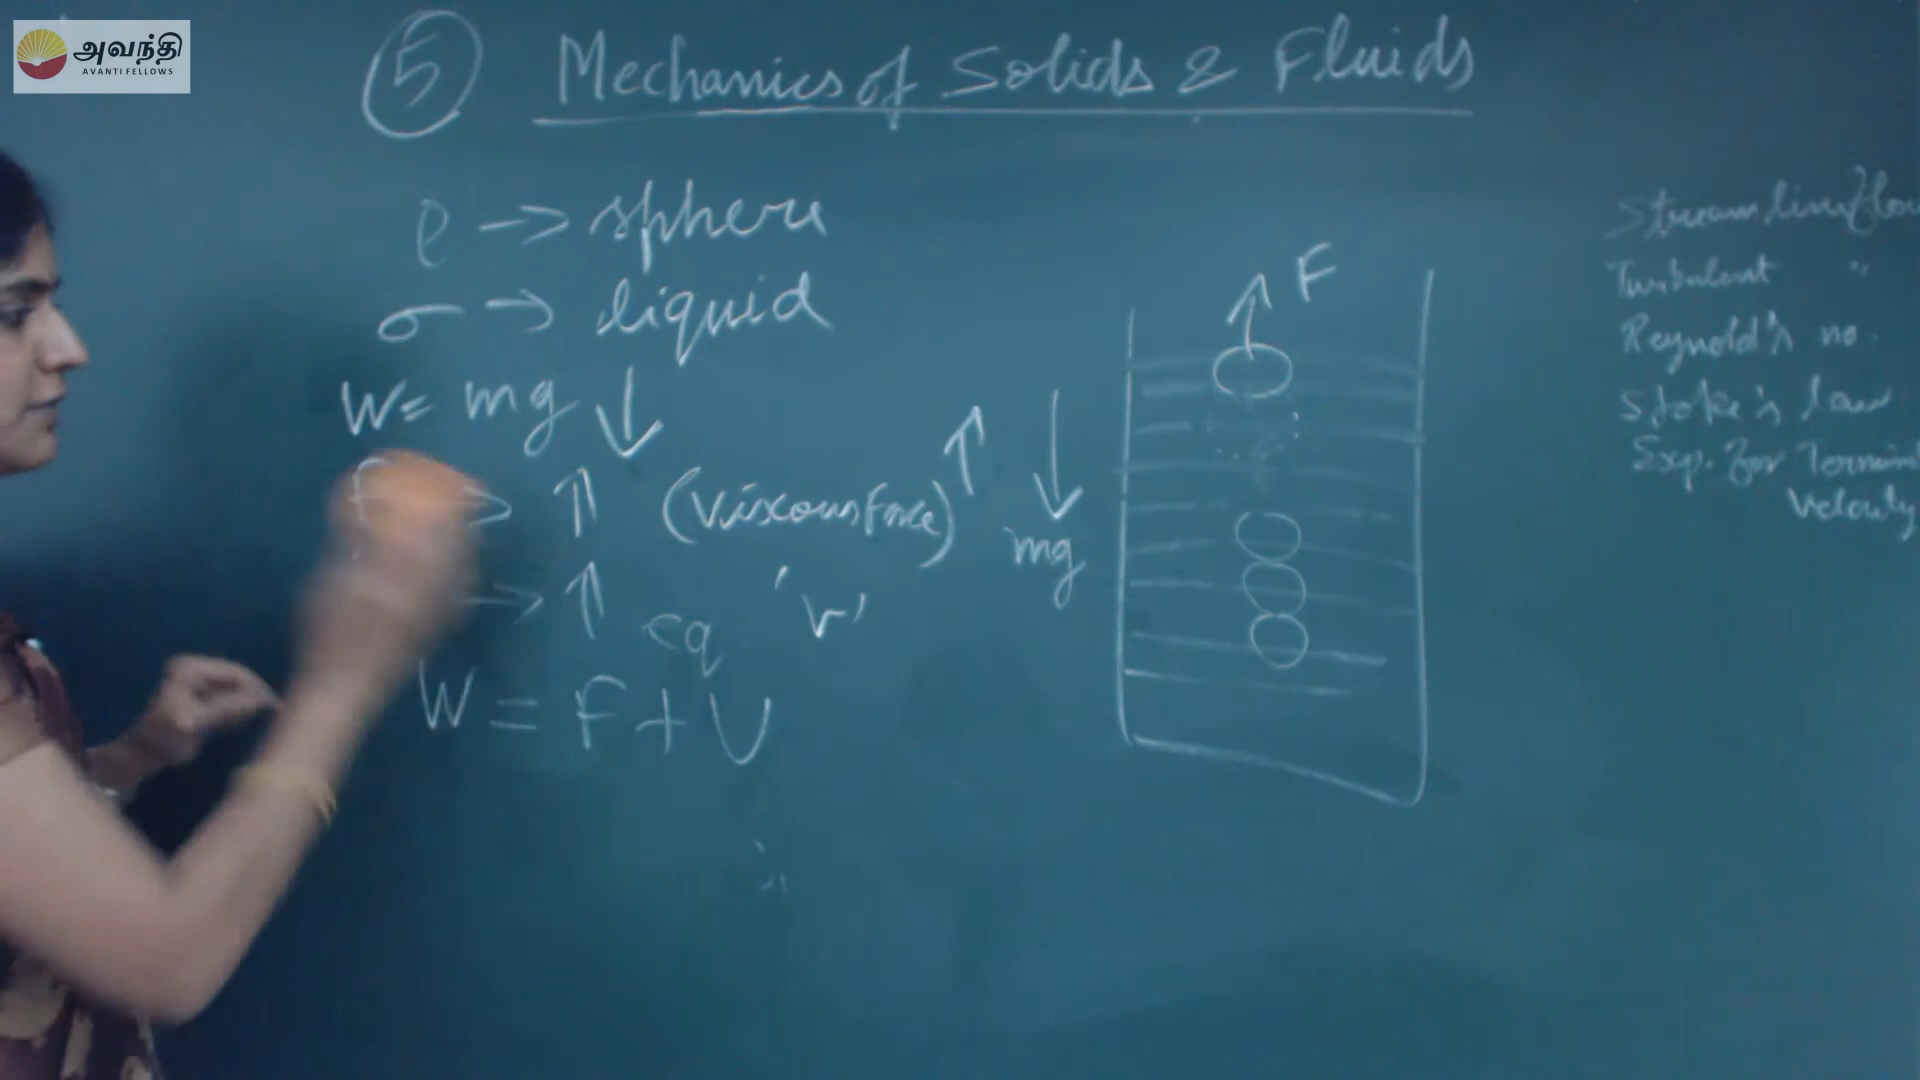 அவந்தி
AVANTI FELLOWS
5 Mechanics of Solids & Fluids
ρ → sphere
σ → liquid
W = mg ↓
F → ↑ (Viscous force) ↑
→ ↑
eq 'v'
W = F + U
F
mg
Streamline flow
Turbulent "
Reynold's no.
Stoke's law
Exp. for Terminal
Velocity